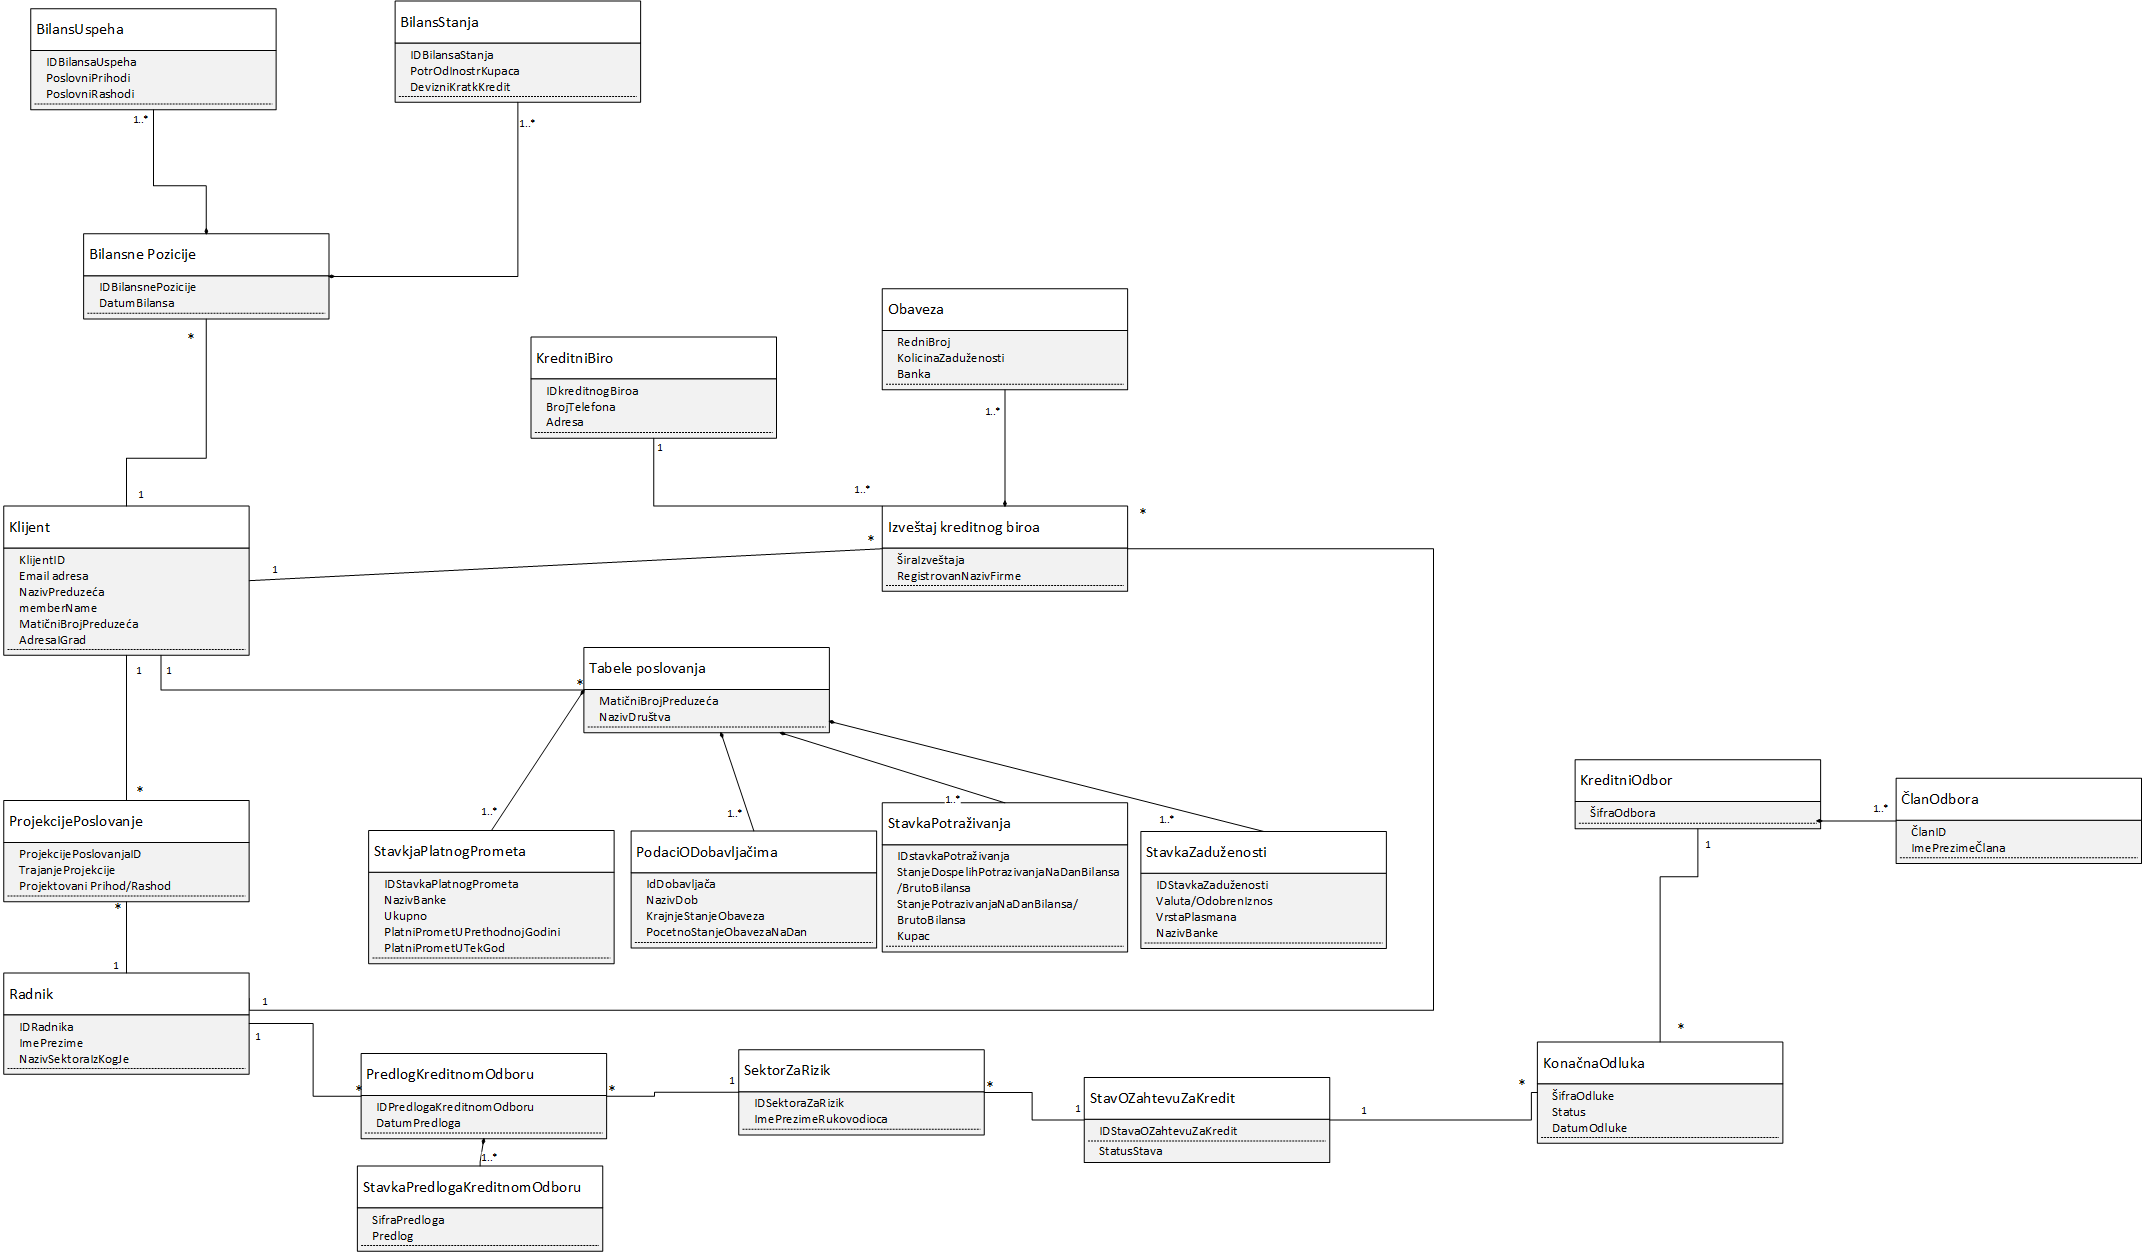 BilansUspeha
IDBilansaUspeha
PoslovniPrihodi
PoslovniRashodi
1..*
BilansStanja
IDBilansaStanja
PotrOdInostrKupaca
DevizniKratkKredit
1..*
Bilansne Pozicije
IDBilansnePozicije
DatumBilansa
*
1
KreditniBiro
IDkreditnogBiroa
BrojTelefona
Adresa
1
1..*
Obaveza
RedniBroj
KolicinaZaduženosti
Banka
1..*
Klijent
KlijentID
Email adresa
NazivPreduzeća
memberName
MatičniBrojPreduzeća
AdresaIGrad
1
1
1
Izveštaj kreditnog biroa
ŠiraIzveštaja
RegistrovanNazivFirme
*
*
Tabele poslovanja
MatičniBrojPreduzeća
NazivDruštva
*
1..*
1..*
1..*
1..*
*
ProjekcijePoslovanje
ProjekcijePoslovanjaID
TrajanjeProjekcije
Projektovani Prihod/Rashod
*
1
StavkjaPlatnogPrometa
IDStavkaPlatnogPrometa
NazivBanke
Ukupno
PlatniPrometUPrethodnojGodini
PlatniPrometUTekGod
PodaciODobavljačima
IdDobavljača
NazivDob
KrajnjeStanjeObaveza
PocetnoStanjeObavezaNaDan
StavkaPotraživanja
IDstavkaPotraživanja
StanjeDospelihPotrazivanjaNaDanBilansa
/BrutoBilansa
StanjePotrazivanjaNaDanBilansa/
BrutoBilansa
Kupac
StavkaZaduženosti
IDStavkaZaduženosti
Valuta/OdobrenIznos
VrstaPlasmana
NazivBanke
KreditniOdbor
ŠifraOdbora
1
1..*
ČlanOdbora
ČlanID
ImePrezimeČlana
Radnik
IDRadnika
ImePrezime
NazivSektoraIzKogJe
1
1
*
PredlogKreditnomOdboru
IDPredlogaKreditnomOdboru
DatumPredloga
*
1..*
StavkaPredlogaKreditnomOdboru
SifraPredloga
Predlog
1
SektorZaRizik
IDSektoraZaRizik
ImePrezimeRukovodioca
*
1
StavOZahtevuZaKredit
IDStavaOZahtevuZaKredit
StatusStava
1
*
*
KonačnaOdluka
ŠifraOdluke
Status
DatumOdluke